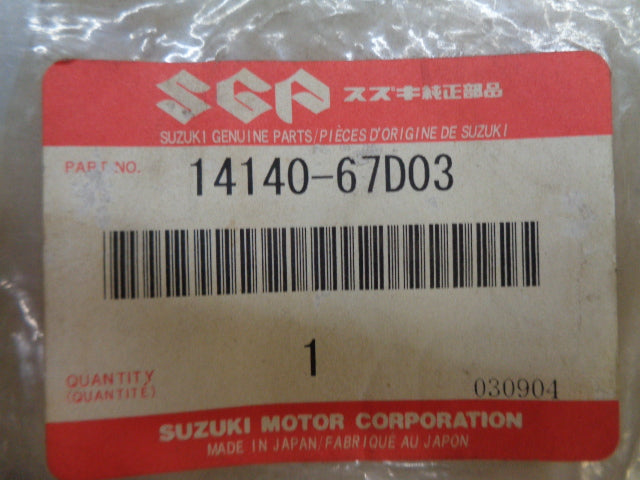 SGP スズキ純正部品
SUZUKI GENUINE PARTS/PIÈCES D'ORIGINE DE SUZUKI
PART NO. 14140-67D03
1
QUANTITY
(QUANTITÉ)
030904
SUZUKI MOTOR CORPORATION
MADE IN JAPAN/FABRIQUÉ AU JAPON